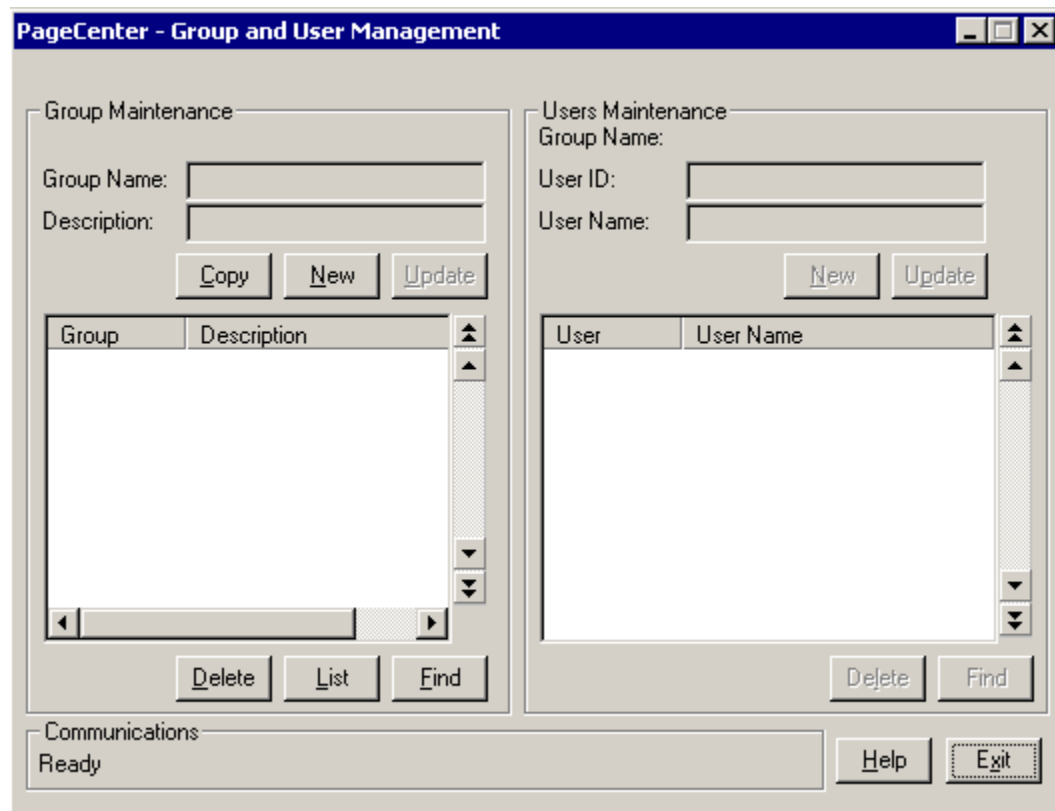 PageCenter - Group and User Management
Group Maintenance
Group Name:
Description:
Copy New Update
Group Description
Delete List Find
Users Maintenance
Group Name:
User ID:
User Name:
New Update
User User Name
Delete Find
Communications
Ready
Help Exit